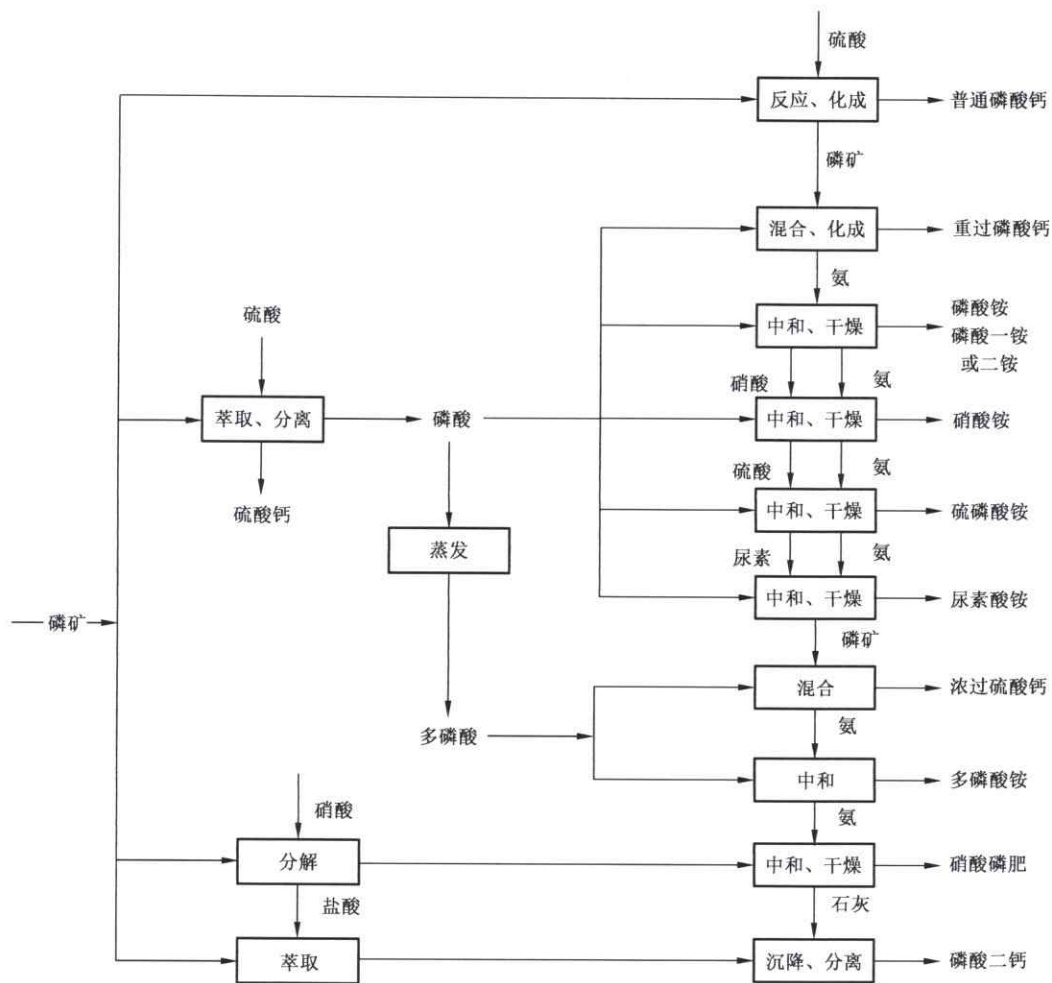 硫酸
反应、化成
普通磷酸钙
磷矿
混合、化成
重过磷酸钙
氨
硫酸
中和、干燥
磷酸铵
磷酸一铵
或二铵
硝酸
氨
萃取、分离
磷酸
中和、干燥
硝酸铵
硫酸
氨
硫酸钙
中和、干燥
硫磷酸铵
蒸发
尿素
氨
中和、干燥
尿素酸铵
磷矿
磷矿
混合
浓过硫酸钙
氨
多磷酸
中和
多磷酸铵
硝酸
氨
分解
中和、干燥
硝酸磷肥
盐酸
石灰
萃取
沉降、分离
磷酸二钙